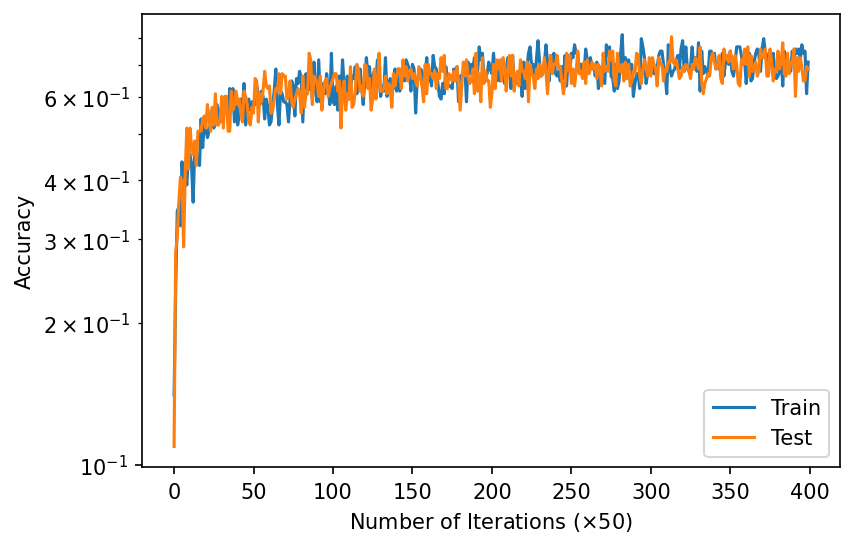 Accuracy
6 × 10⁻¹
4 × 10⁻¹
3 × 10⁻¹
2 × 10⁻¹
10⁻¹
0 50 100 150 200 250 300 350 400
Number of Iterations (×50)
Train
Test